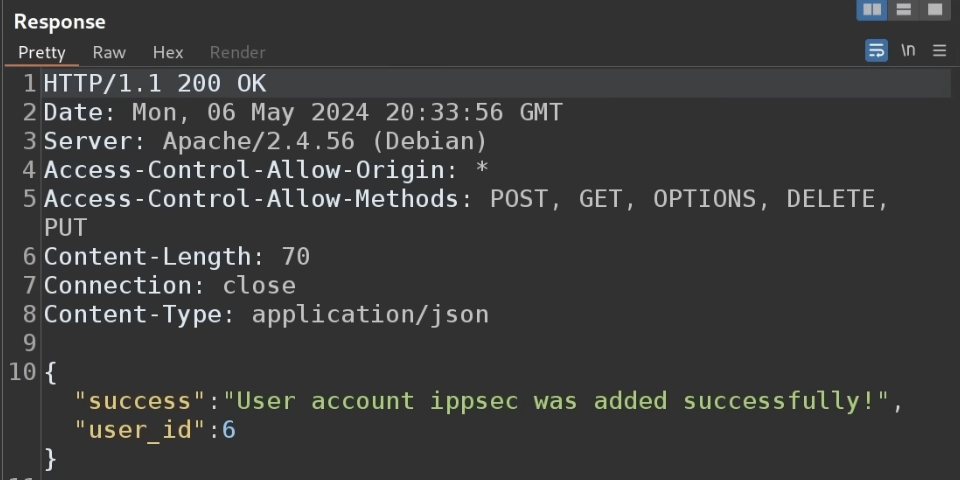 Response
Pretty Raw Hex Render \n
1 HTTP/1.1 200 OK
2 Date: Mon, 06 May 2024 20:33:56 GMT
3 Server: Apache/2.4.56 (Debian)
4 Access-Control-Allow-Origin: *
5 Access-Control-Allow-Methods: POST, GET, OPTIONS, DELETE,
PUT
6 Content-Length: 70
7 Connection: close
8 Content-Type: application/json
9
10 {
"success":"User account ippsec was added successfully!",
"user_id":6
}